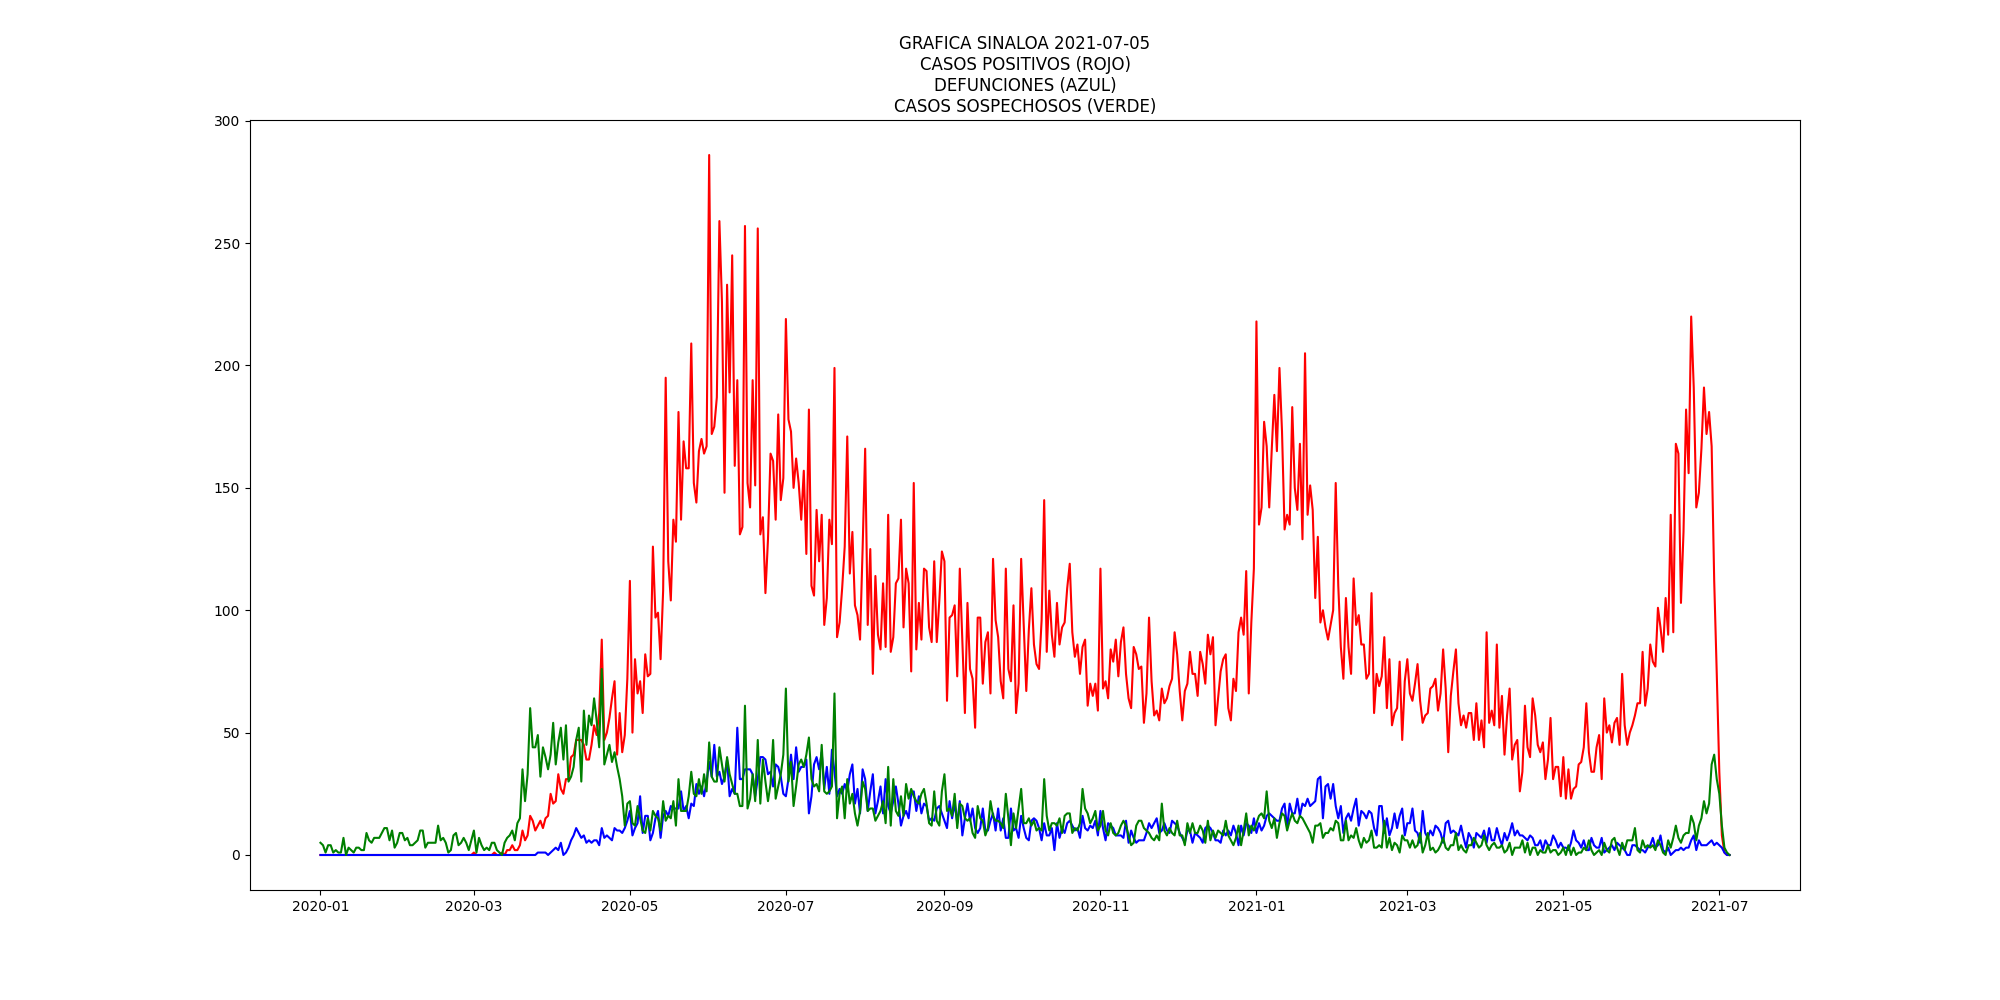 GRAFICA SINALOA 2021-07-05
CASOS POSITIVOS (ROJO)
DEFUNCIONES (AZUL)
CASOS SOSPECHOSOS (VERDE)
300
250
200
150
100
50
0
2020-01 2020-03 2020-05 2020-07 2020-09 2020-11 2021-01 2021-03 2021-05 2021-07